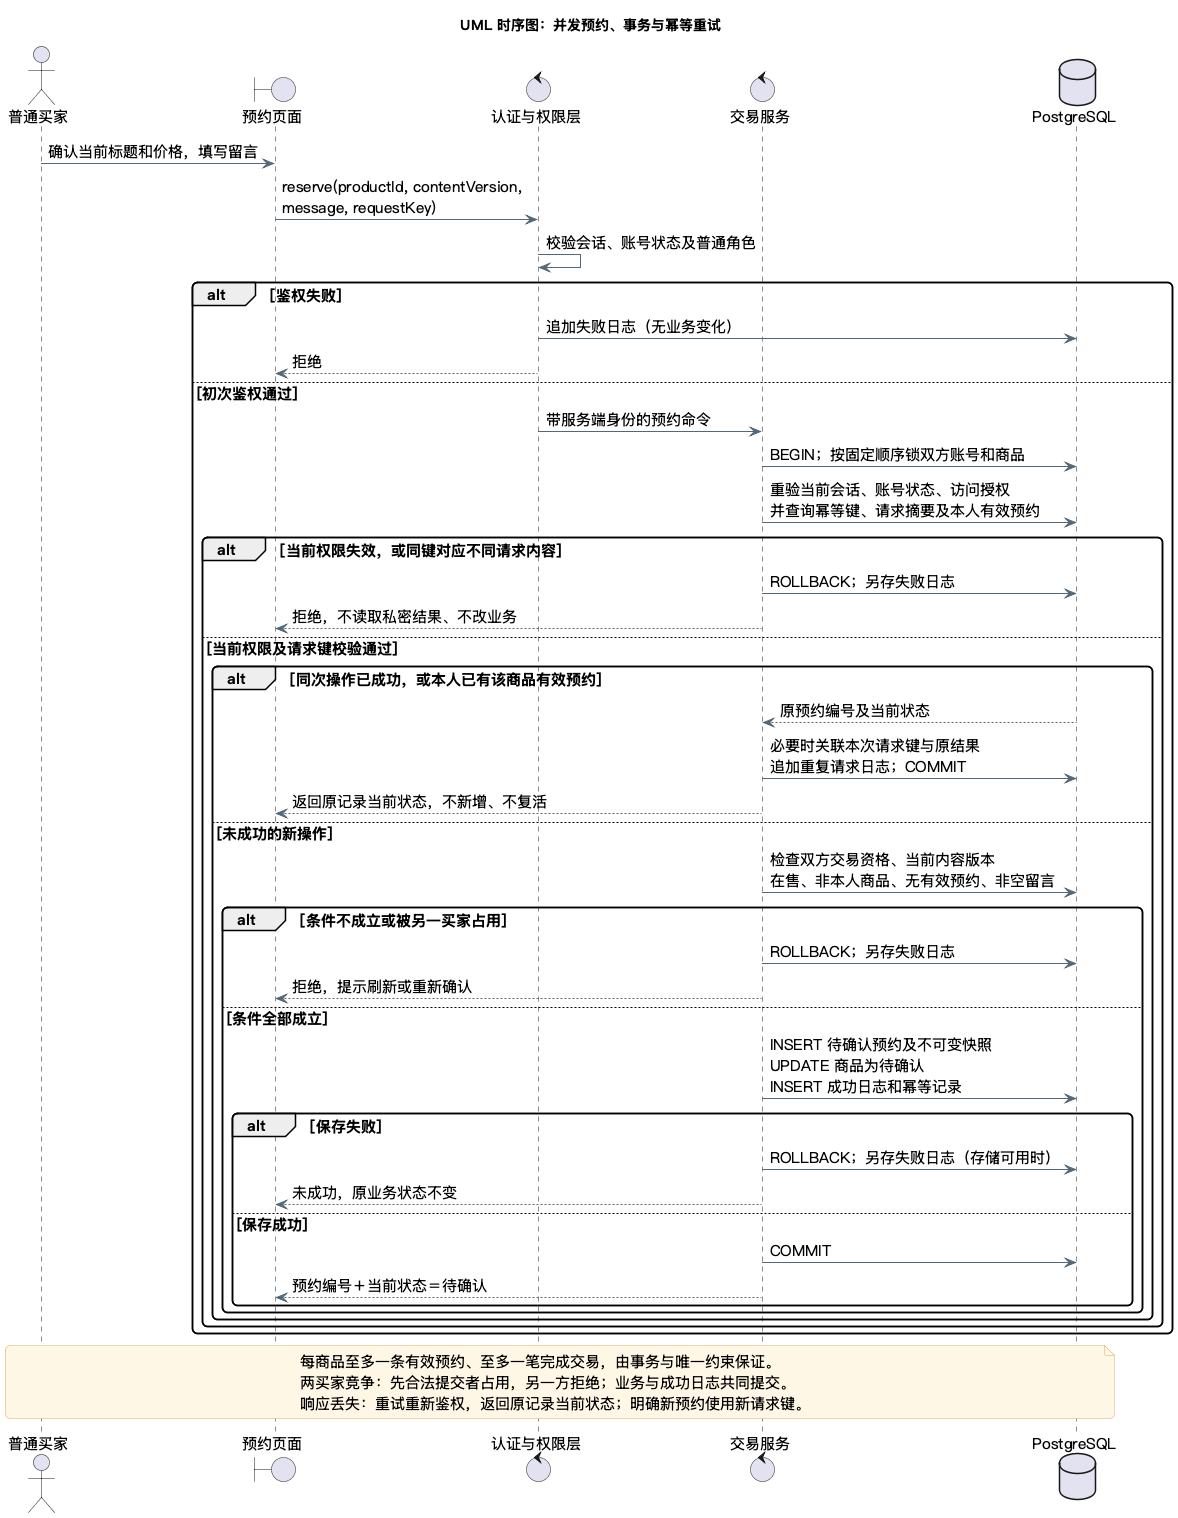 UML 时序图：并发预约、事务与幂等重试
普通买家
预约页面
认证与权限层
交易服务
PostgreSQL
确认当前标题和价格，填写留言
reserve(productId, contentVersion,
message, requestKey)
校验会话、账号状态及普通角色
alt
[鉴权失败]
追加失败日志（无业务变化）
拒绝
[初次鉴权通过]
带服务端身份的预约命令
BEGIN；按固定顺序锁双方账号和商品
重验当前会话、账号状态、访问授权
并查询幂等键、请求摘要及本人有效预约
alt
[当前权限失效，或同键对应不同请求内容]
ROLLBACK；另存失败日志
拒绝，不读取私密结果、不改业务
[当前权限及请求键校验通过]
alt
[同次操作已成功，或本人已有该商品有效预约]
原预约编号及当前状态
必要时关联本次请求键与原结果
追加重复请求日志；COMMIT
返回原记录当前状态，不新增、不复活
[未成功的新操作]
检查双方交易资格、当前内容版本
在售、非本人商品、无有效预约、非空留言
alt
[条件不成立或被另一买家占用]
ROLLBACK；另存失败日志
拒绝，提示刷新或重新确认
[条件全部成立]
INSERT 待确认预约及不可变快照
UPDATE 商品为待确认
INSERT 成功日志和幂等记录
alt
[保存失败]
ROLLBACK；另存失败日志（存储可用时）
未成功，原业务状态不变
[保存成功]
COMMIT
预约编号＋当前状态＝待确认
每商品至多一条有效预约、至多一笔完成交易，由事务与唯一约束保证。
两买家竞争：先合法提交者占用，另一方拒绝；业务与成功日志共同提交。
响应丢失：重试重新鉴权，返回原记录当前状态；明确新预约使用新请求键。
普通买家
预约页面
认证与权限层
交易服务
PostgreSQL